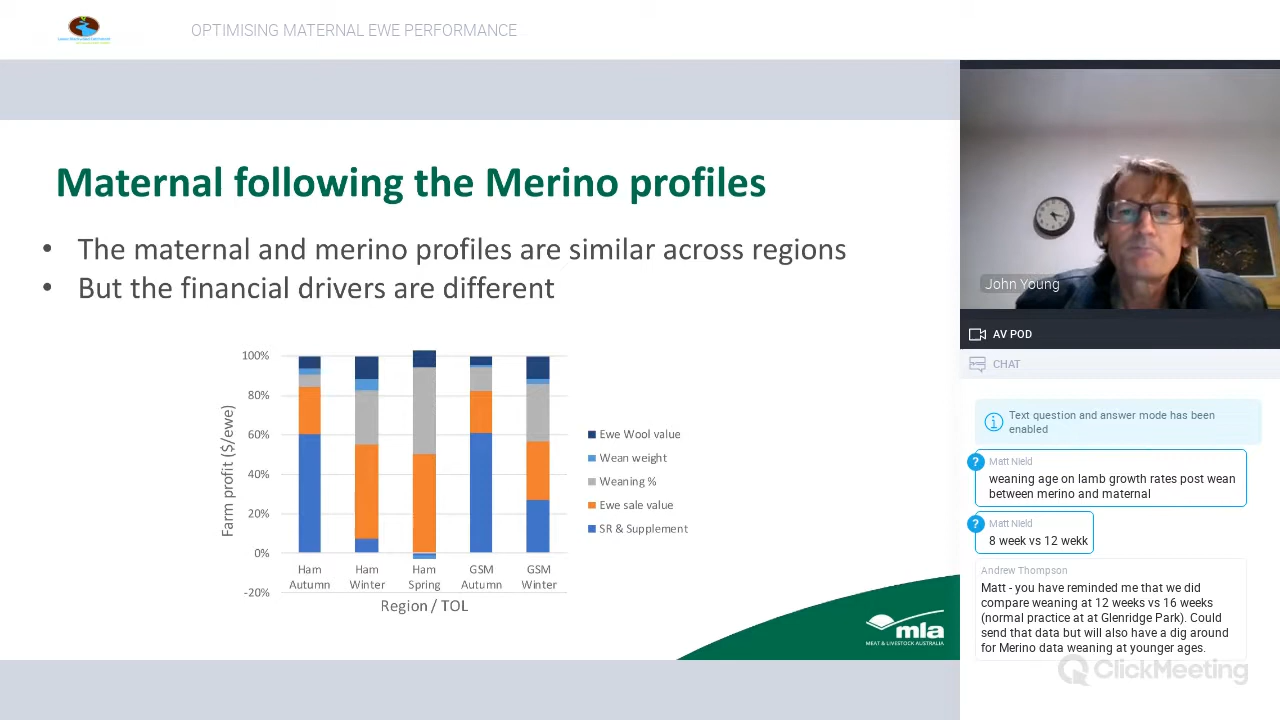 OPTIMISING MATERNAL EWE PERFORMANCE
Maternal following the Merino profiles
• The maternal and merino profiles are similar across regions
• But the financial drivers are different
Farm profit ($/ewe)
100%
80%
60%
40%
20%
0%
-20%
Ham Autumn
Ham Winter
Ham Spring
GSM Autumn
GSM Winter
Region / TOL
Ewe Wool value
Wean weight
Weaning %
Ewe sale value
SR & Supplement
mla
MEAT & LIVESTOCK AUSTRALIA
John Young
AV POD
CHAT
Text question and answer mode has been
enabled
?
Matt Nield
weaning age on lamb growth rates post wean
between merino and maternal
?
Matt Nield
8 week vs 12 wekk
Andrew Thompson
Matt - you have reminded me that we did
compare weaning at 12 weeks vs 16 weeks
(normal practice at at Glenridge Park). Could
send that data but will also have a dig around
for Merino data weaning at younger ages.
ClickMeeting